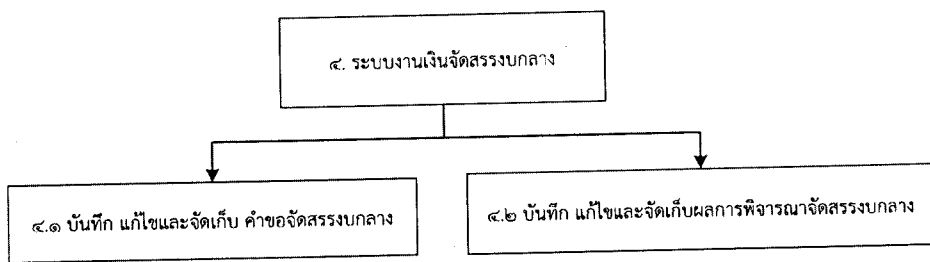 ๔. ระบบงานเงินจัดสรรงบกลาง
๔.๑ บันทึก แก้ไขและจัดเก็บ คำขอจัดสรรงบกลาง
๔.๒ บันทึก แก้ไขและจัดเก็บผลการพิจารณาจัดสรรงบกลาง